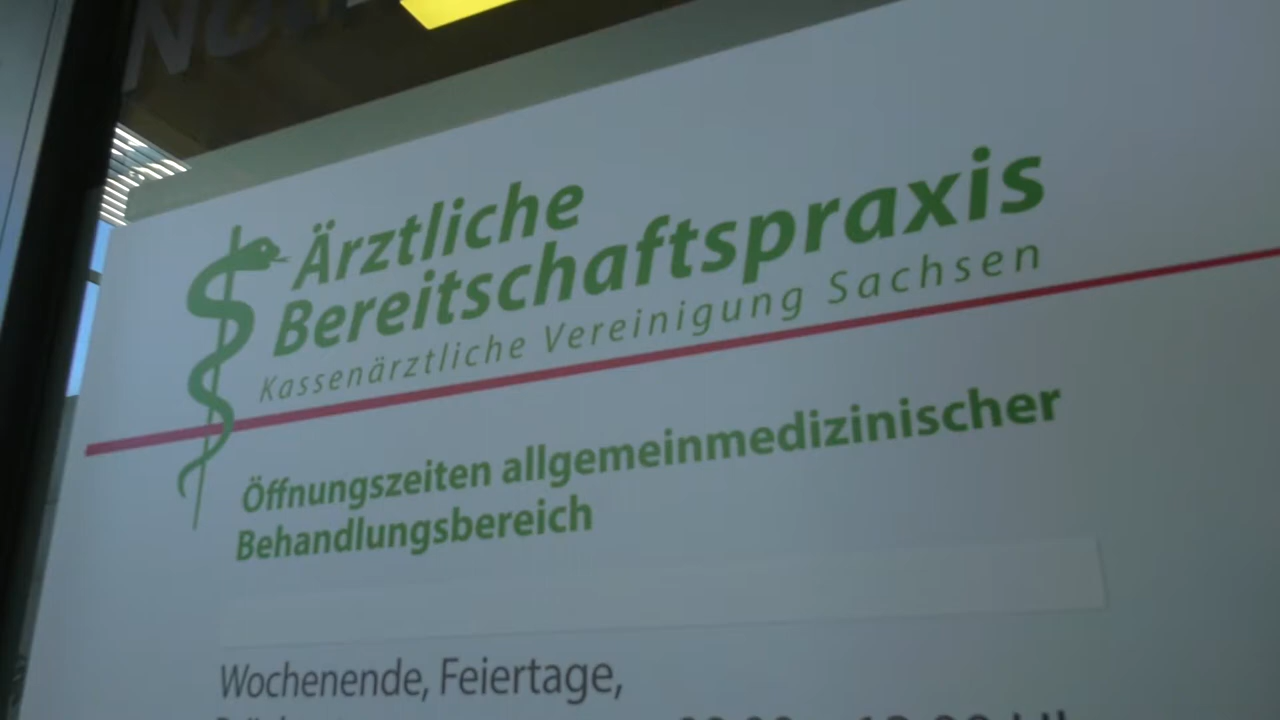 Ärztliche
Bereitschaftspraxis
Kassenärztliche Vereinigung Sachsen
Öffnungszeiten allgemeinmedizinischer
Behandlungsbereich
Wochenende, Feiertage,